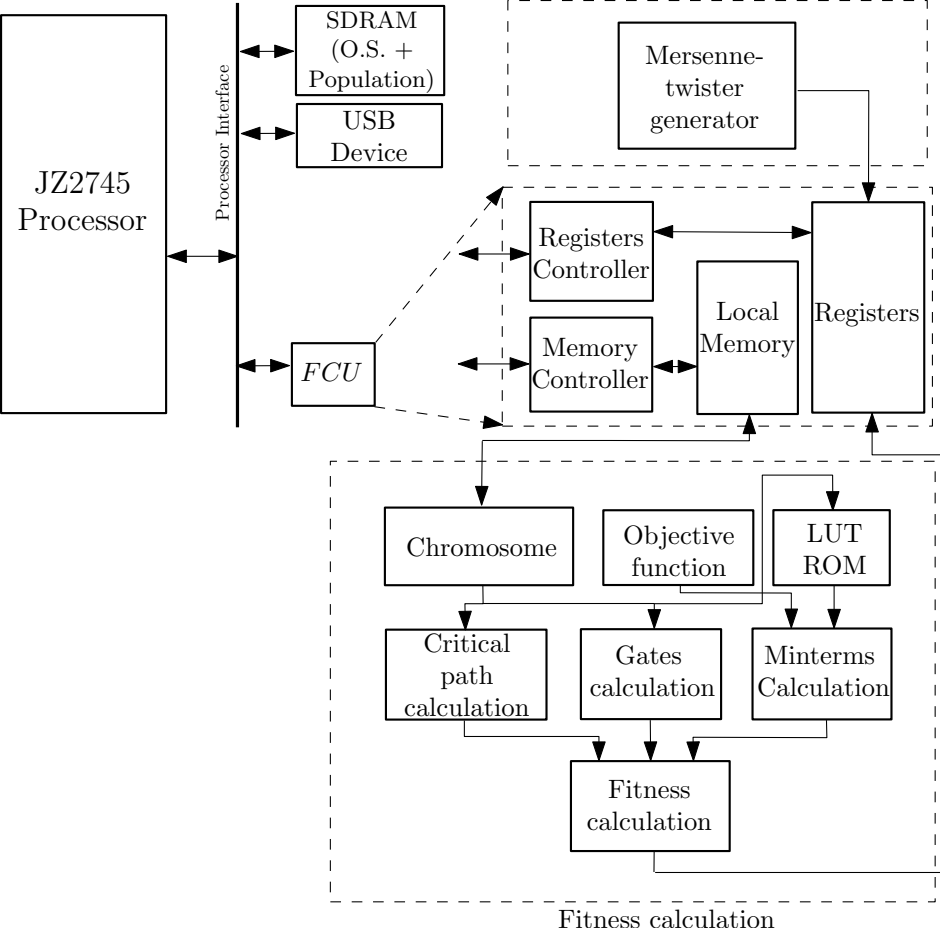 JZ2745
Processor
Processor Interface
SDRAM
(O.S. +
Population)
USB
Device
FCU
Mersenne-
twister
generator
Registers
Controller
Memory
Controller
Local
Memory
Registers
Chromosome
Objective
function
LUT
ROM
Critical
path
calculation
Gates
calculation
Minterms
Calculation
Fitness
calculation
Fitness calculation